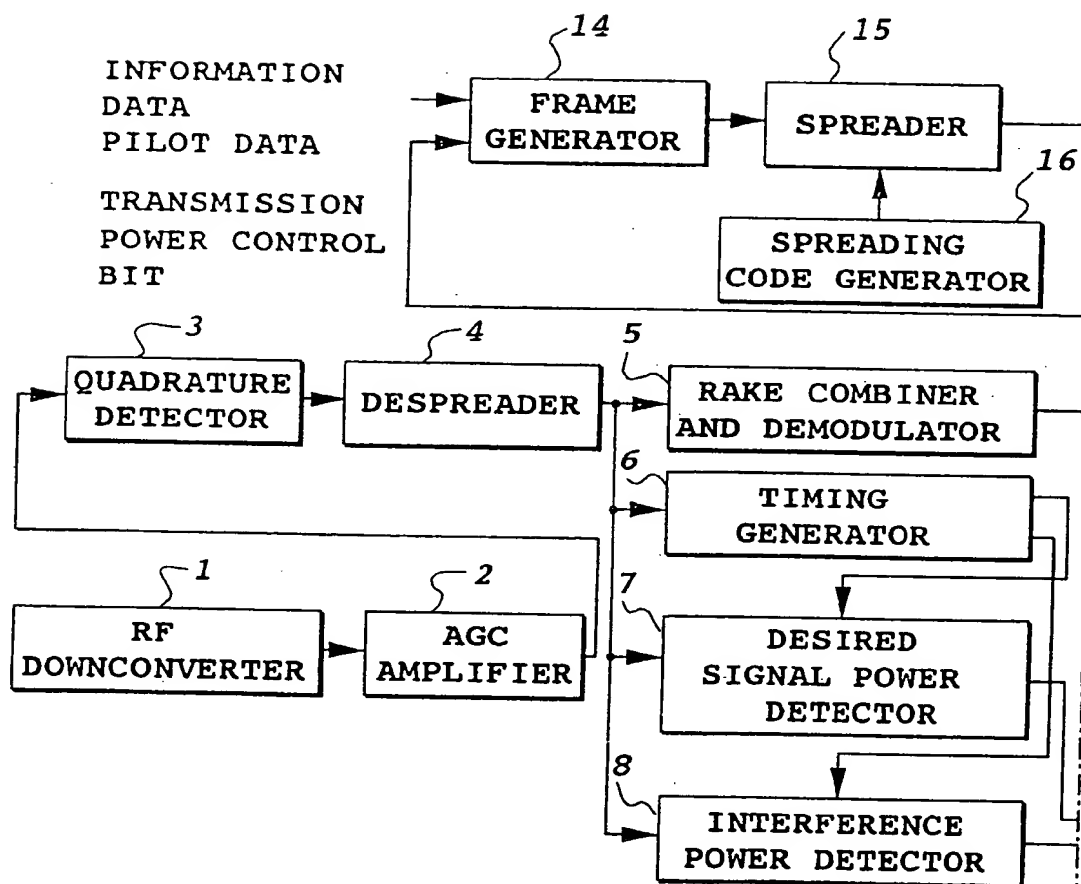 14
15
INFORMATION
DATA
PILOT DATA
FRAME
GENERATOR
SPREADER
16
TRANSMISSION
POWER CONTROL
BIT
SPREADING
CODE GENERATOR
3
4
5
QUADRATURE
DETECTOR
DESPREADER
RAKE COMBINER
AND DEMODULATOR
6
TIMING
GENERATOR
1
2
7
RF
DOWNCONVERTER
AGC
AMPLIFIER
DESIRED
SIGNAL POWER
DETECTOR
8
INTERFERENCE
POWER DETECTOR